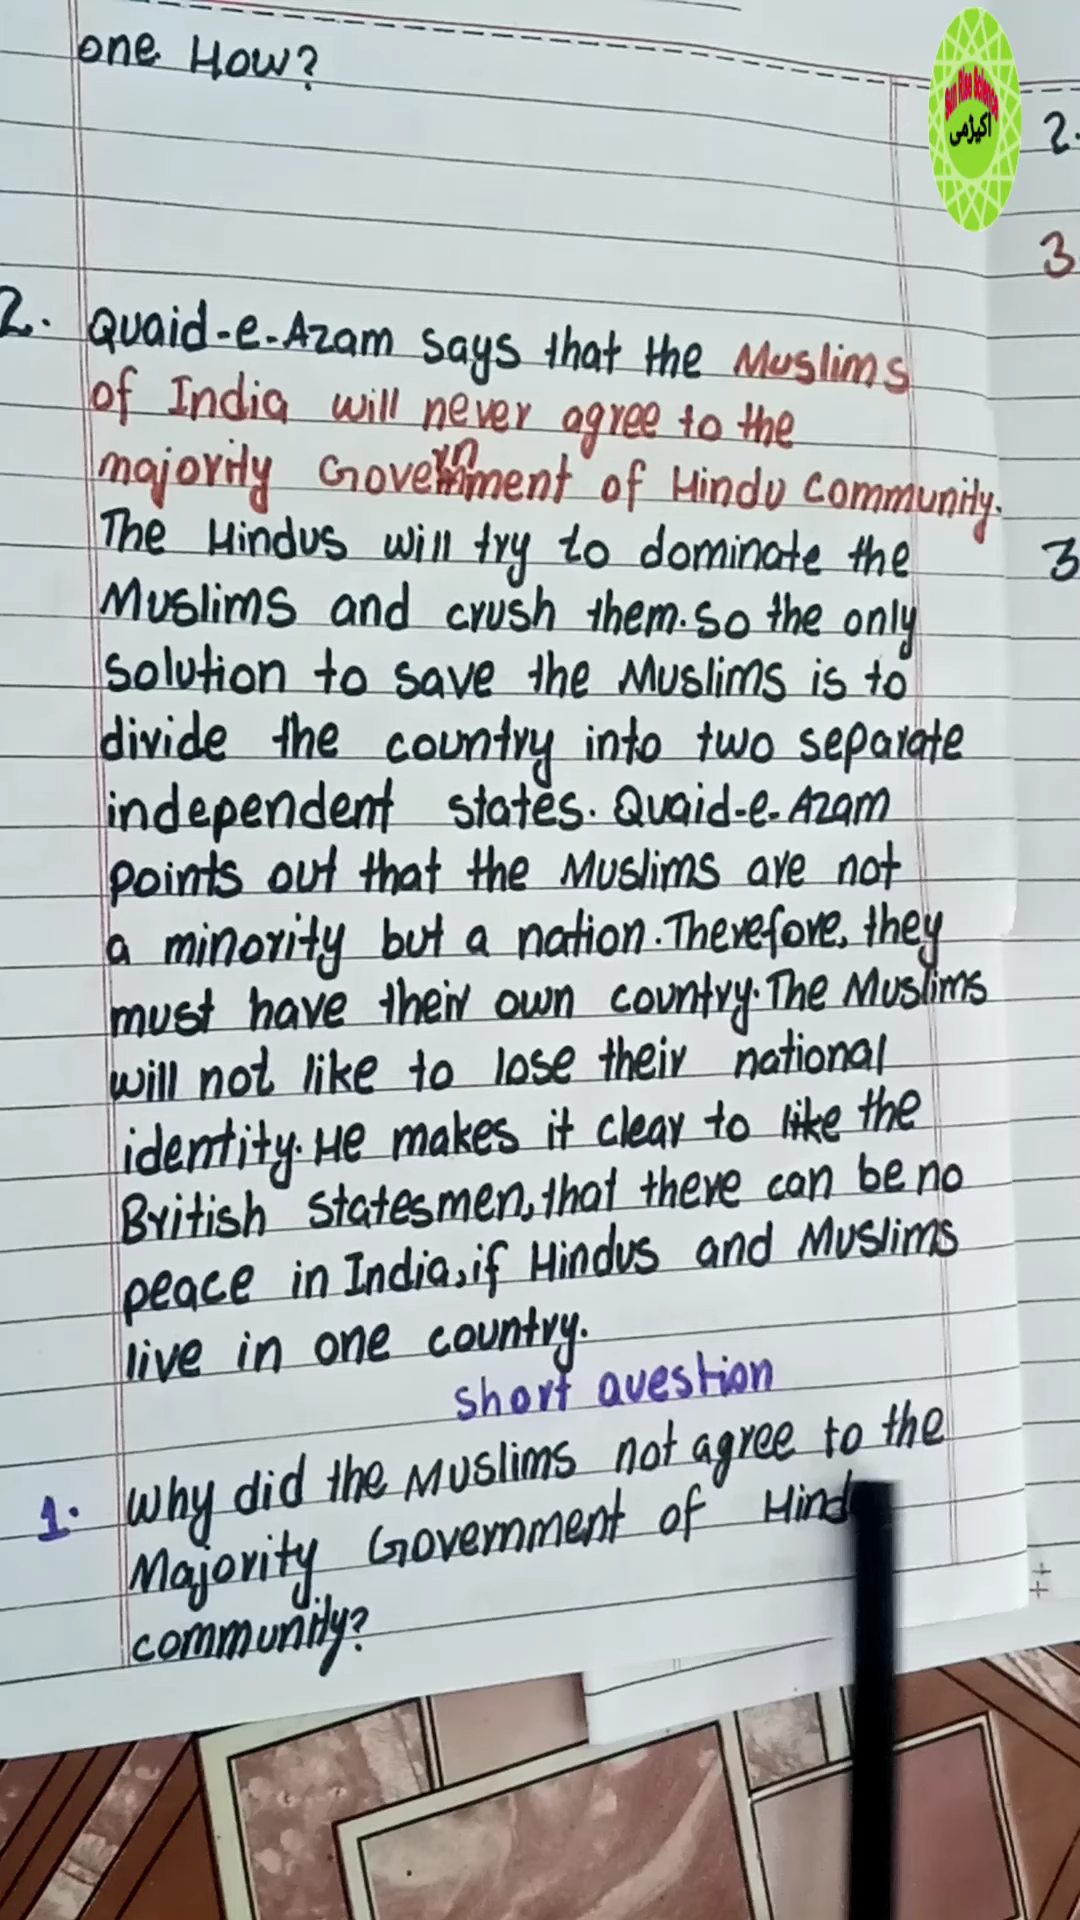 one How?
Sun Rise Science
اکیڈمی
2.
3.
2. Quaid-e-Azam says that the Muslims
of India will never agree to the
majority Government of Hindu community.
The Hindus will try to dominate the
3
Muslims and crush them. so the only
solution to save the Muslims is to
divide the country into two separate
independent states. Quaid-e-Azam
points out that the Muslims are not
a minority but a nation. Therefore, they
must have their own country. The Muslims
will not like to lose their national
identity. He makes it clear to like the
British statesmen, that there can be no
peace in India, if Hindus and Muslims
live in one country.
short question
1. Why did the Muslims not agree to the
Majority Government of
community?